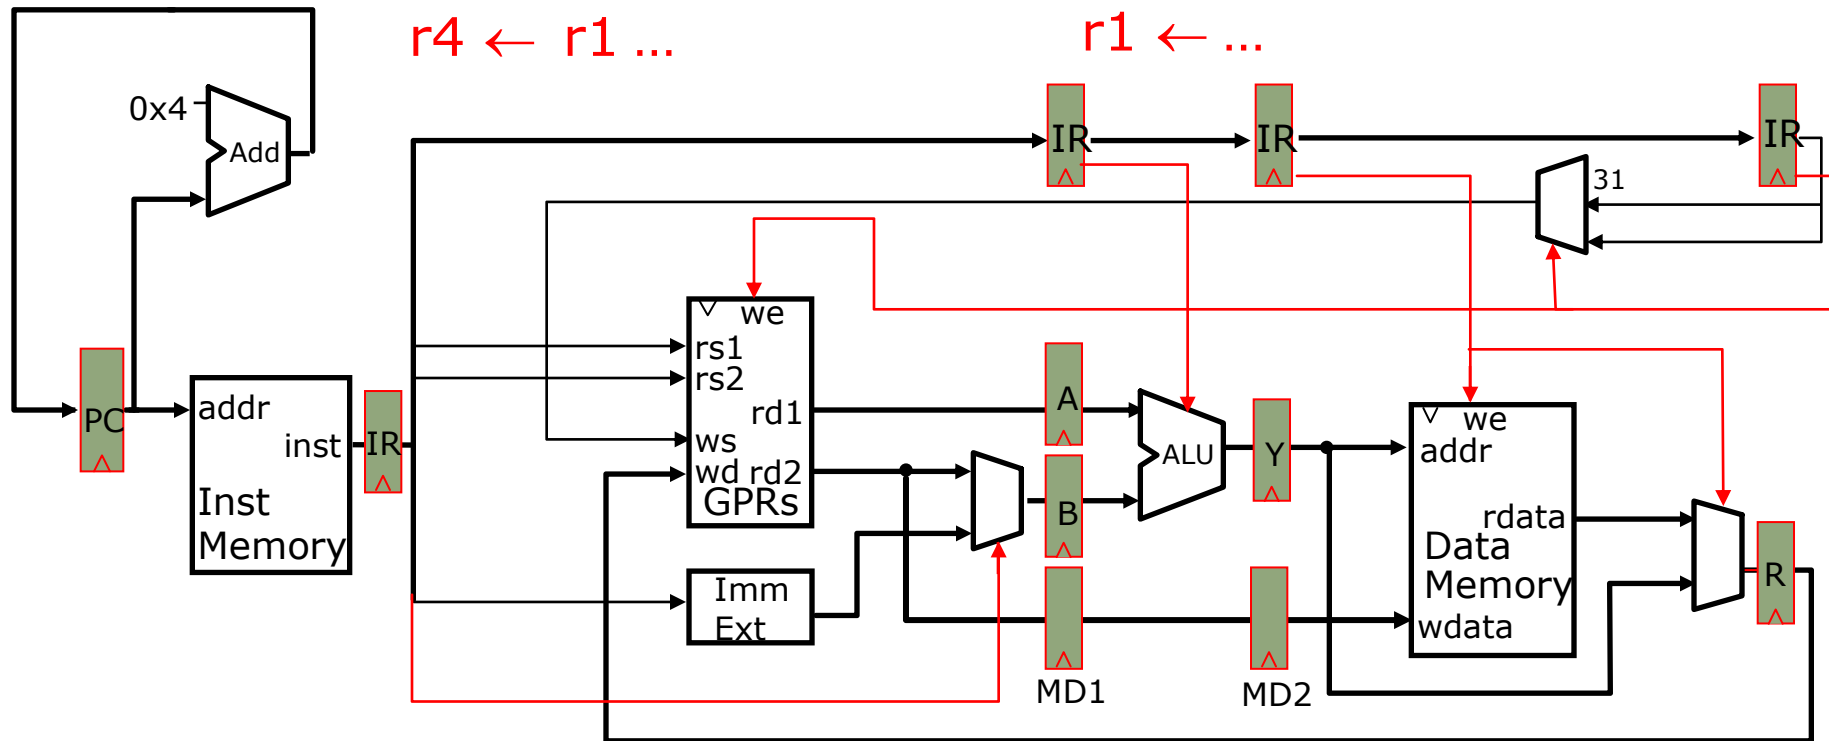 r4 ← r1 ...
r1 ← ...
0x4
Add
IR
IR
IR
31
we
rs1
rs2
rd1
ws
wd rd2
GPRs
PC
addr
inst
IR
Inst
Memory
A
B
ALU
Y
we
addr
rdata
Data
Memory
wdata
R
Imm
Ext
MD1
MD2